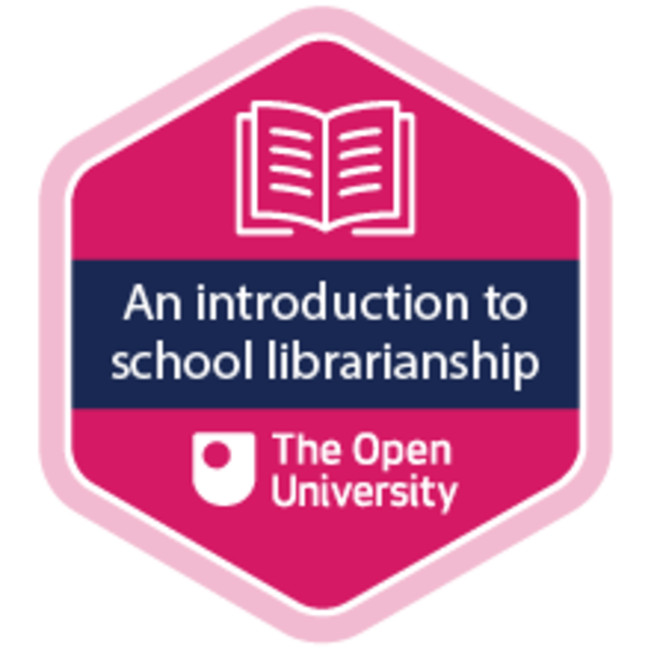 An introduction to
school librarianship
The Open
University